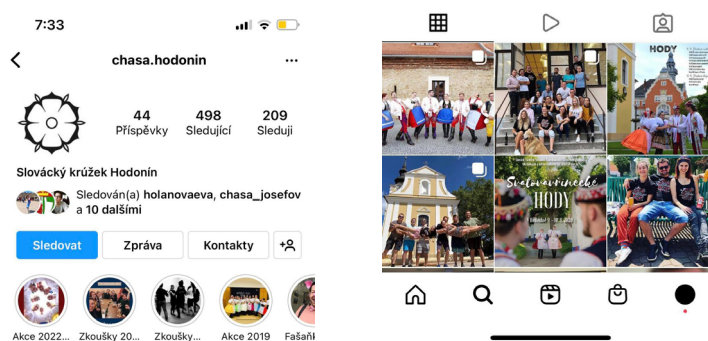 7:33
chasa.hodonin
44 498 209
Příspěvky Sledující Sleduji
Slovácký krúžek Hodonín
Sledován(a) holanovaeva, chasa_josefov
a 10 dalšími
Sledovat Zpráva Kontakty
Akce 2022... Zkoušky 20... Zkoušky... Akce 2019 Fašaňk
HODY
Svatovavřinecké
HODY